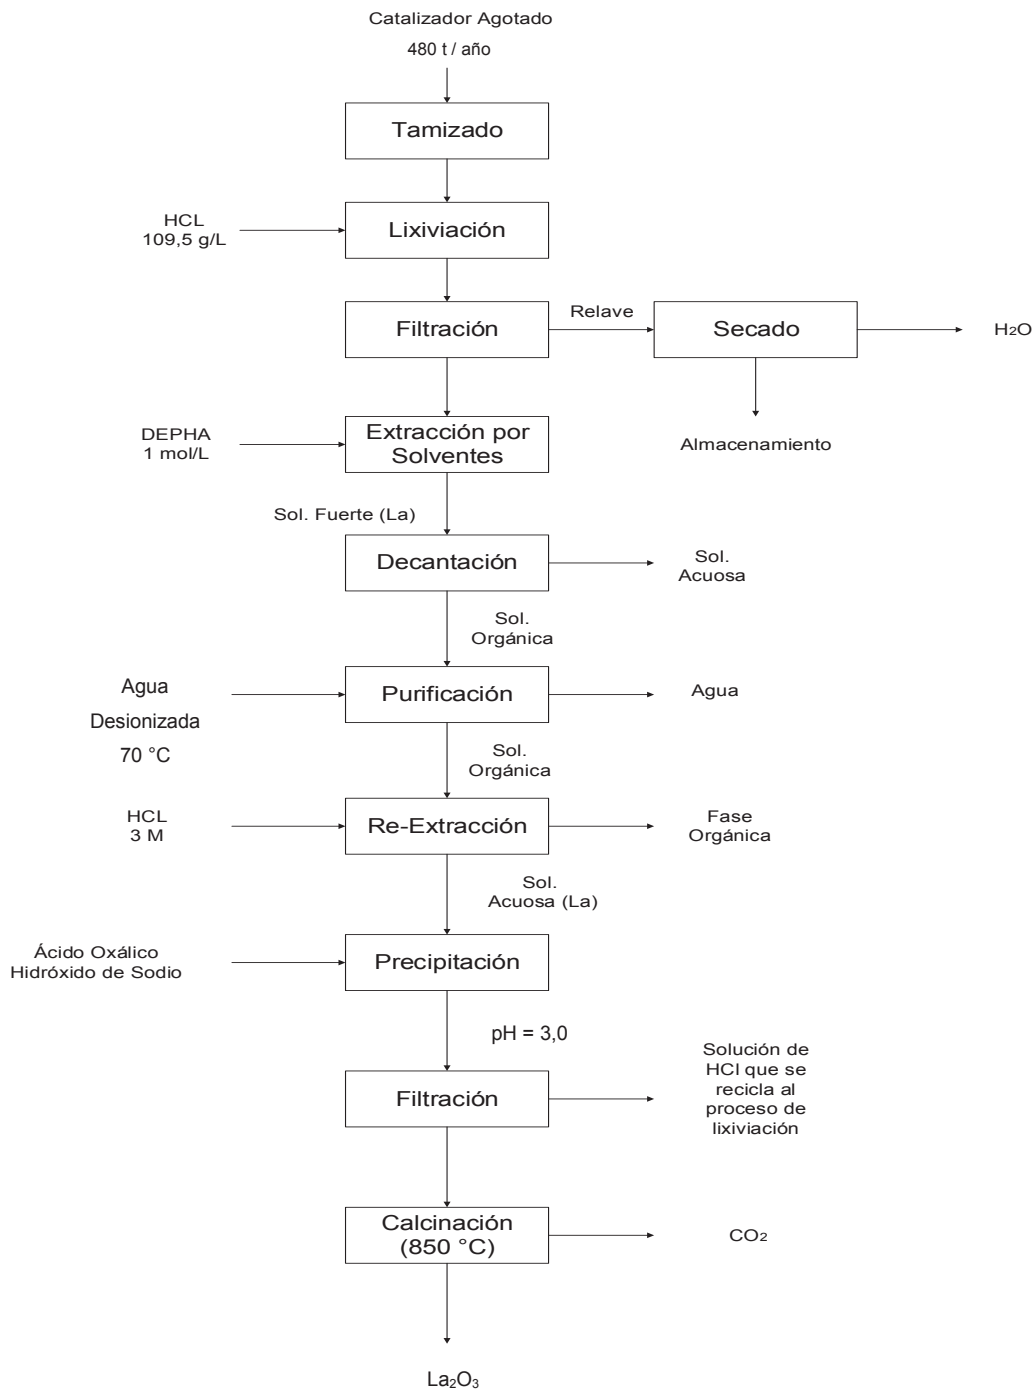 Catalizador Agotado
480 t / año
Tamizado
HCL
109,5 g/L
Lixiviación
Filtración
Relave
Secado
H2O
Almacenamiento
DEPHA
1 mol/L
Extracción por
Solventes
Sol. Fuerte (La)
Decantación
Sol.
Acuosa
Sol.
Orgánica
Agua
Desionizada
70 °C
Purificación
Agua
Sol.
Orgánica
HCL
3 M
Re-Extracción
Fase
Orgánica
Sol.
Acuosa (La)
Ácido Oxálico
Hidróxido de Sodio
Precipitación
pH = 3,0
Filtración
Solución de
HCl que se
recicla al
proceso de
lixiviación
Calcinación
(850 °C)
CO2
La2O3